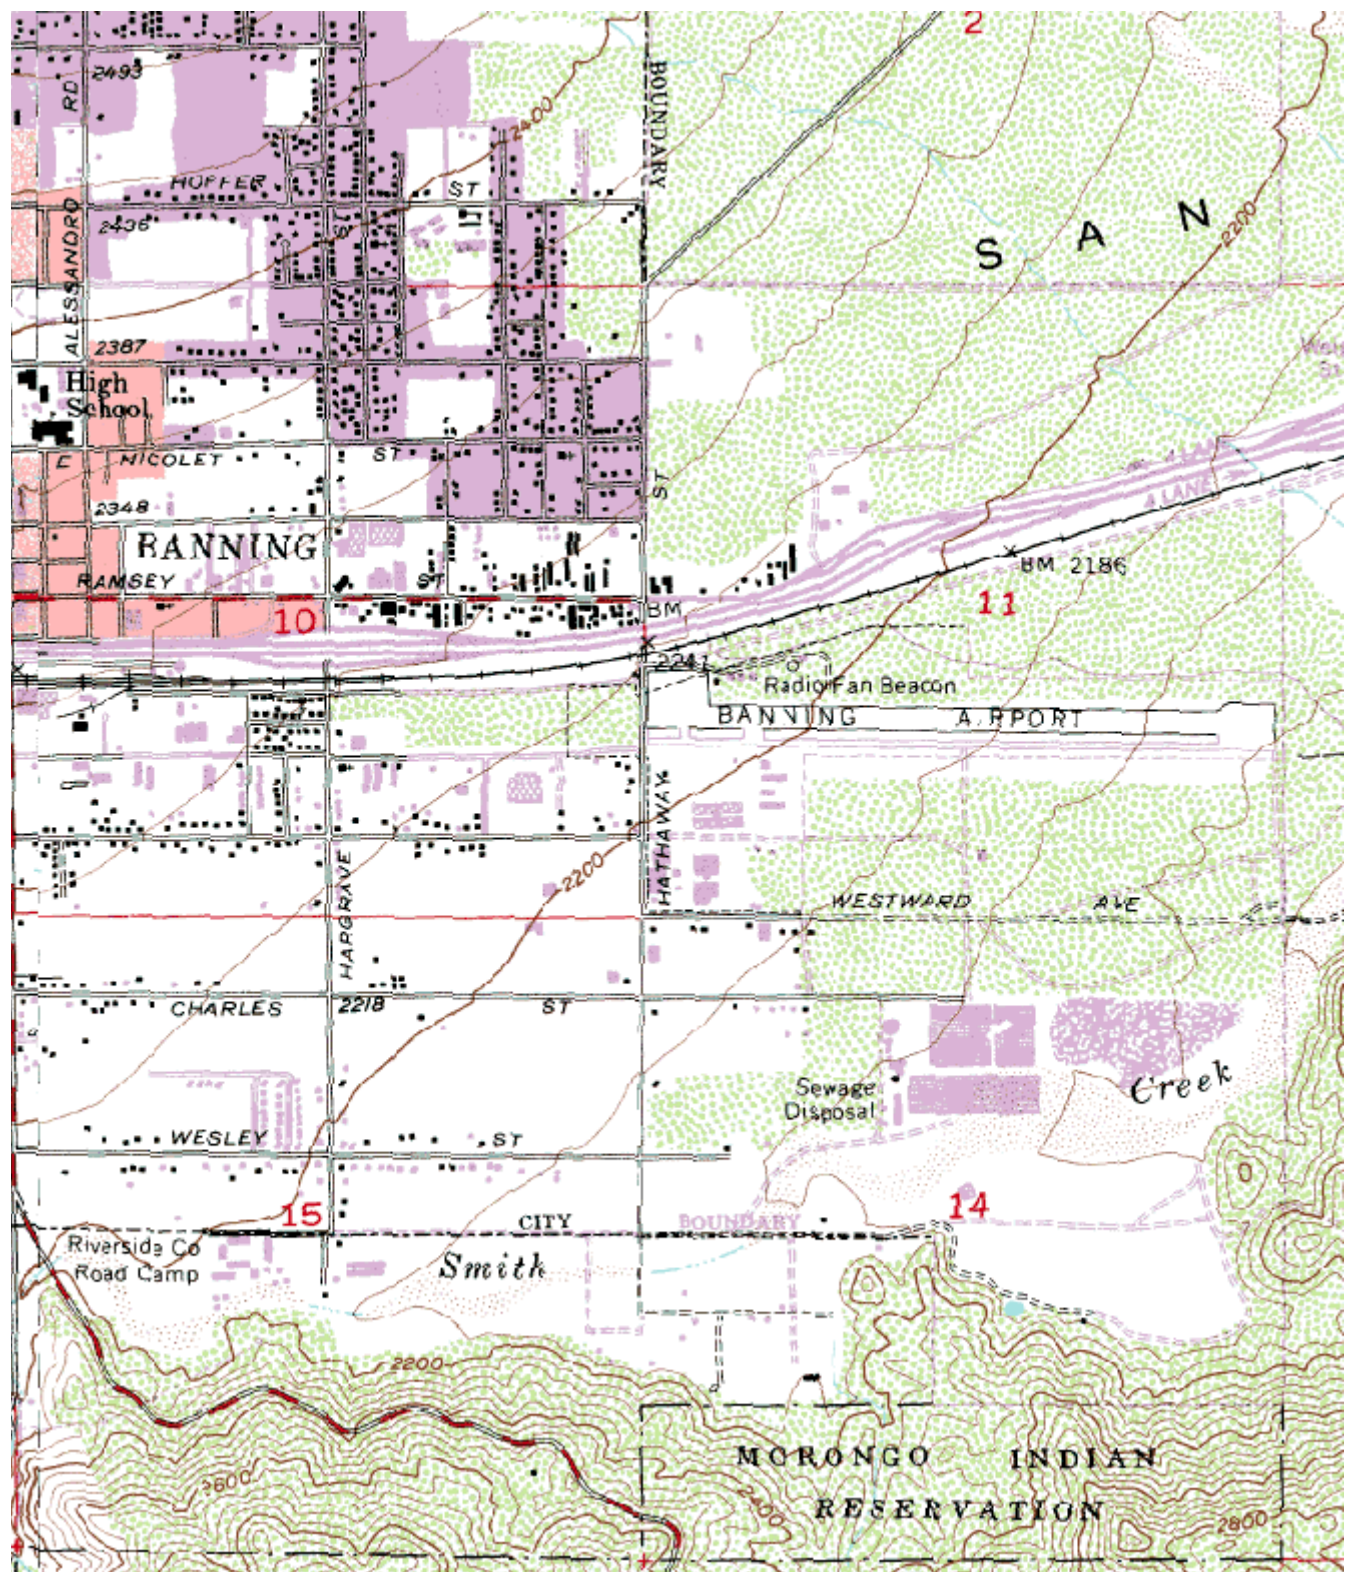 2
2493
RD
BOUNDARY
2400
HOFFER ST
ST
2436
S A N
2200
ALESSANDRO
2387
High
School
E NICOLET ST
ST
4 LANE
2348
BANNING
RAMSEY ST
BM 2186
10
BM
11
2241
Radio Fan Beacon
BANNING AIRPORT
HATHAWAY
HARGRAVE
2200
WESTWARD AVE
CHARLES
2218
ST
Creek
Sewage
Disposal
WESLEY ST
15
CITY BOUNDARY
14
Riverside Co
Road Camp
Smith
2200
MORONGO INDIAN
RESERVATION
2600
2400
2800